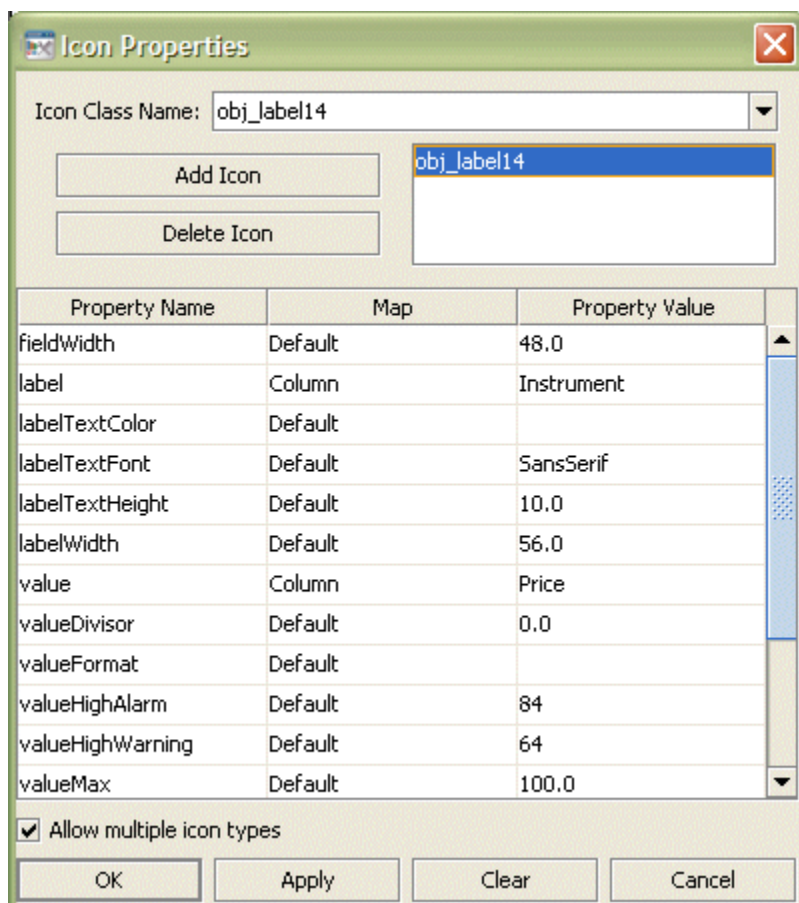 Icon Properties
Icon Class Name: obj_label14
Add Icon
obj_label14
Delete Icon
Property Name Map Property Value
fieldWidth Default 48.0
label Column Instrument
labelTextColor Default
labelTextFont Default SansSerif
labelTextHeight Default 10.0
labelWidth Default 56.0
value Column Price
valueDivisor Default 0.0
valueFormat Default
valueHighAlarm Default 84
valueHighWarning Default 64
valueMax Default 100.0
Allow multiple icon types
OK Apply Clear Cancel